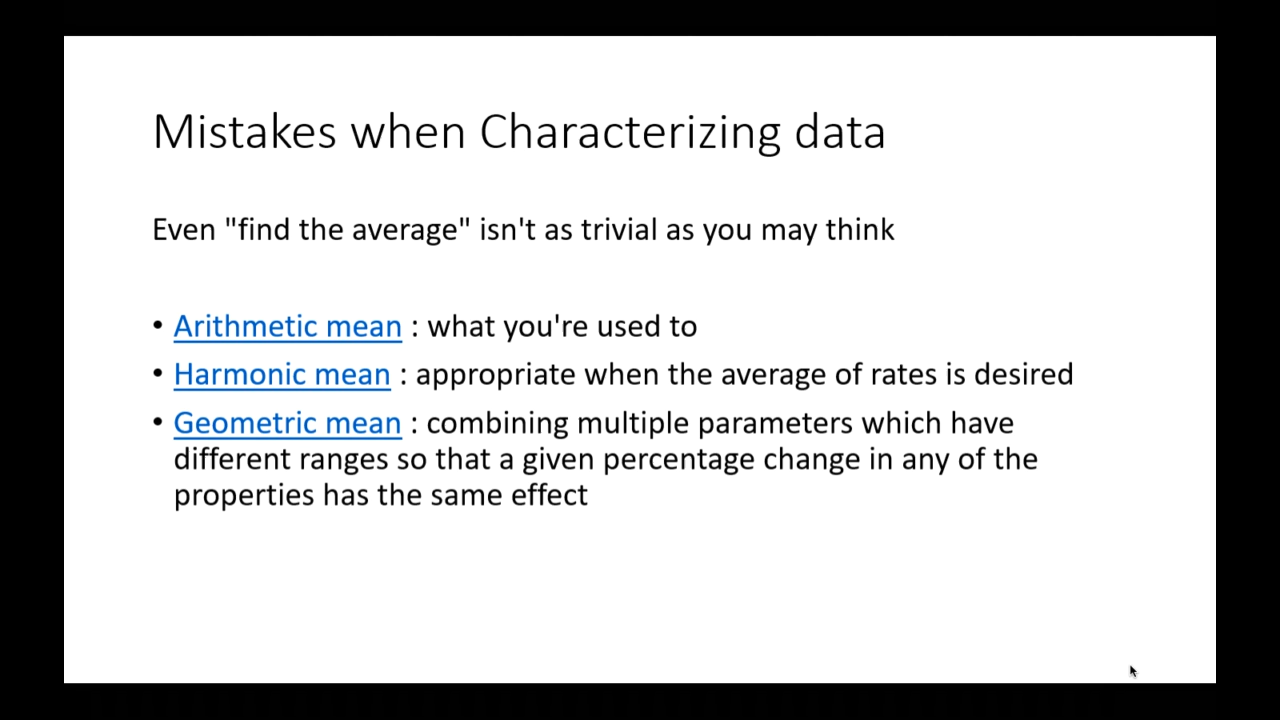 Mistakes when Characterizing data
Even "find the average" isn't as trivial as you may think
• Arithmetic mean : what you're used to
• Harmonic mean : appropriate when the average of rates is desired
• Geometric mean : combining multiple parameters which have
different ranges so that a given percentage change in any of the
properties has the same effect